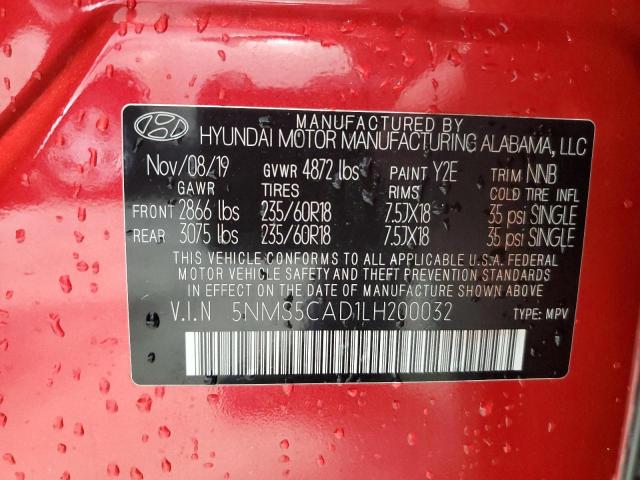 MANUFACTURED BY
HYUNDAI MOTOR MANUFACTURING ALABAMA, LLC
Nov/08/19 GVWR 4872 lbs PAINT Y2E TRIM NNB
GAWR TIRES RIMS COLD TIRE INFL
FRONT 2866 lbs 235/60R18 7.5JX18 35 psi SINGLE
REAR 3075 lbs 235/60R18 7.5JX18 35 psi SINGLE
THIS VEHICLE CONFORMS TO ALL APPLICABLE U.S.A. FEDERAL
MOTOR VEHICLE SAFETY AND THEFT PREVENTION STANDARDS
IN EFFECT ON THE DATE OF MANUFACTURE SHOWN ABOVE.
V.I.N 5NMS5CAD1LH200032 TYPE: MPV